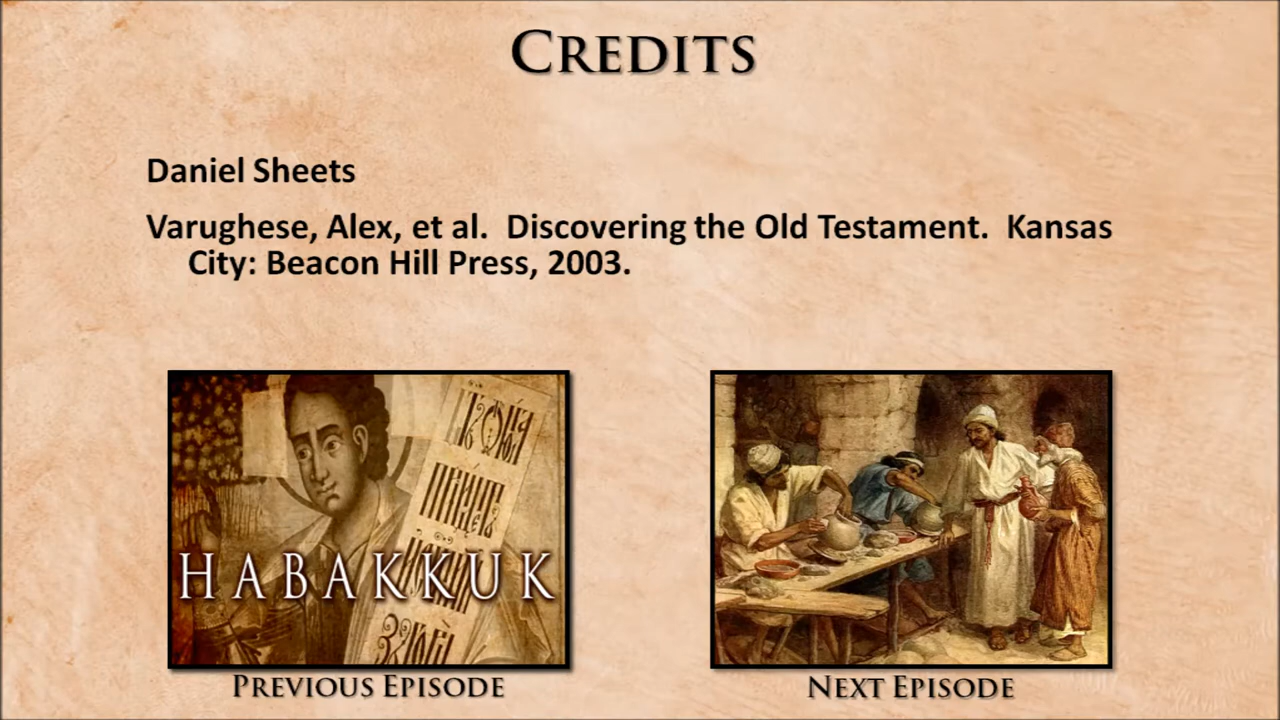 CREDITS
Daniel Sheets
Varughese, Alex, et al.  Discovering the Old Testament.  Kansas
City: Beacon Hill Press, 2003.
HABAKKUK
PREVIOUS EPISODE
NEXT EPISODE